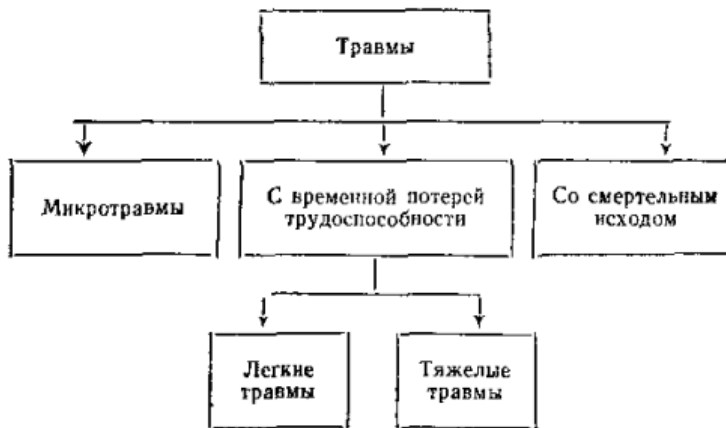 Травмы
Микротравмы
С временной потерей
трудоспособности
Со смертельным
исходом
Легкие
травмы
Тяжелые
травмы